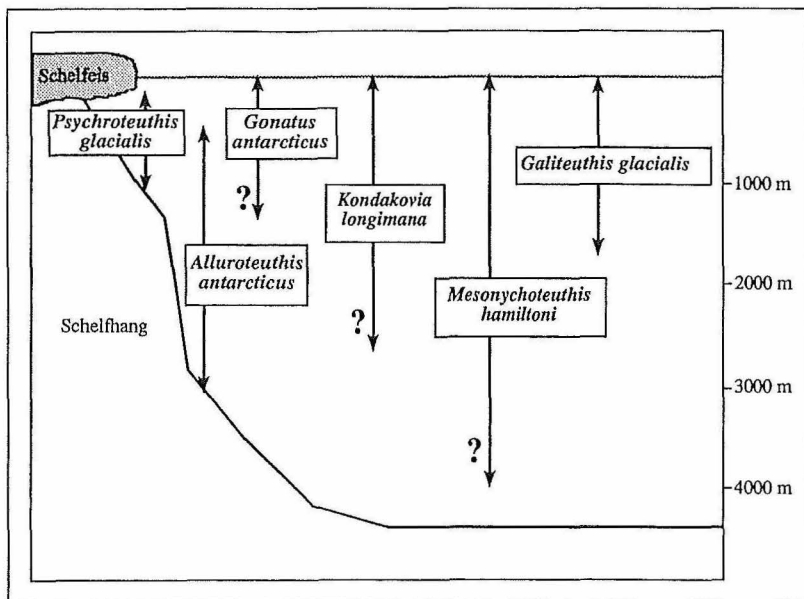 Schelfeis
Psychroteuthis
glacialis
Gonatus
antarcticus
Galiteuthis glacialis
1000 m
?
Kondakovia
longimana
Alluroteuthis
antarcticus
2000 m
Mesonychoteuthis
hamiltoni
?
Schelfhang
3000 m
?
4000 m